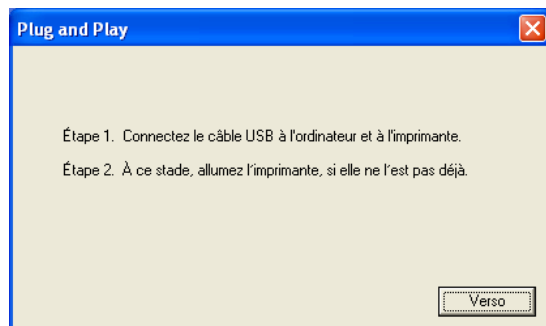 Plug and Play
Étape 1. Connectez le câble USB à l'ordinateur et à l'imprimante.
Étape 2. À ce stade, allumez l'imprimante, si elle ne l'est pas déjà.
Verso